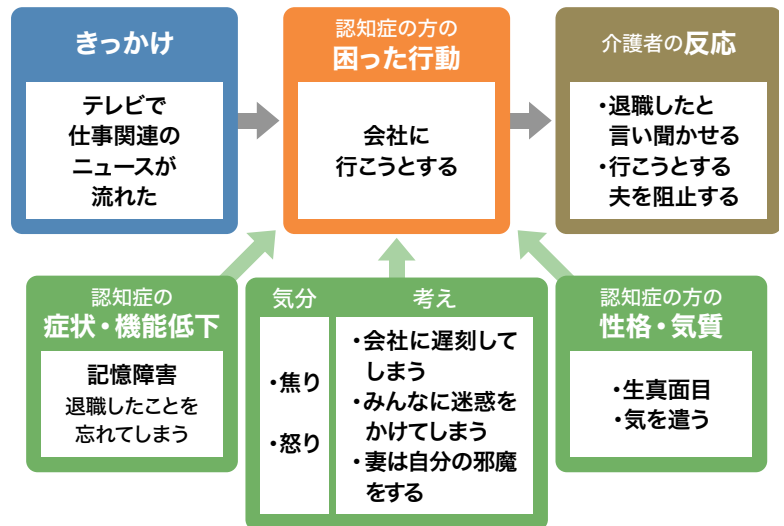 きっかけ
テレビで
仕事関連の
ニュースが
流れた
認知症の方の
困った行動
会社に
行こうとする
介護者の反応
・退職したと
言い聞かせる
・行こうとする
夫を阻止する
認知症の
症状・機能低下
記憶障害
退職したことを
忘れてしまう
気分
・焦り
・怒り
考え
・会社に遅刻して
しまう
・みんなに迷惑を
かけてしまう
・妻は自分の邪魔
をする
認知症の方の
性格・気質
・生真面目
・気を遣う